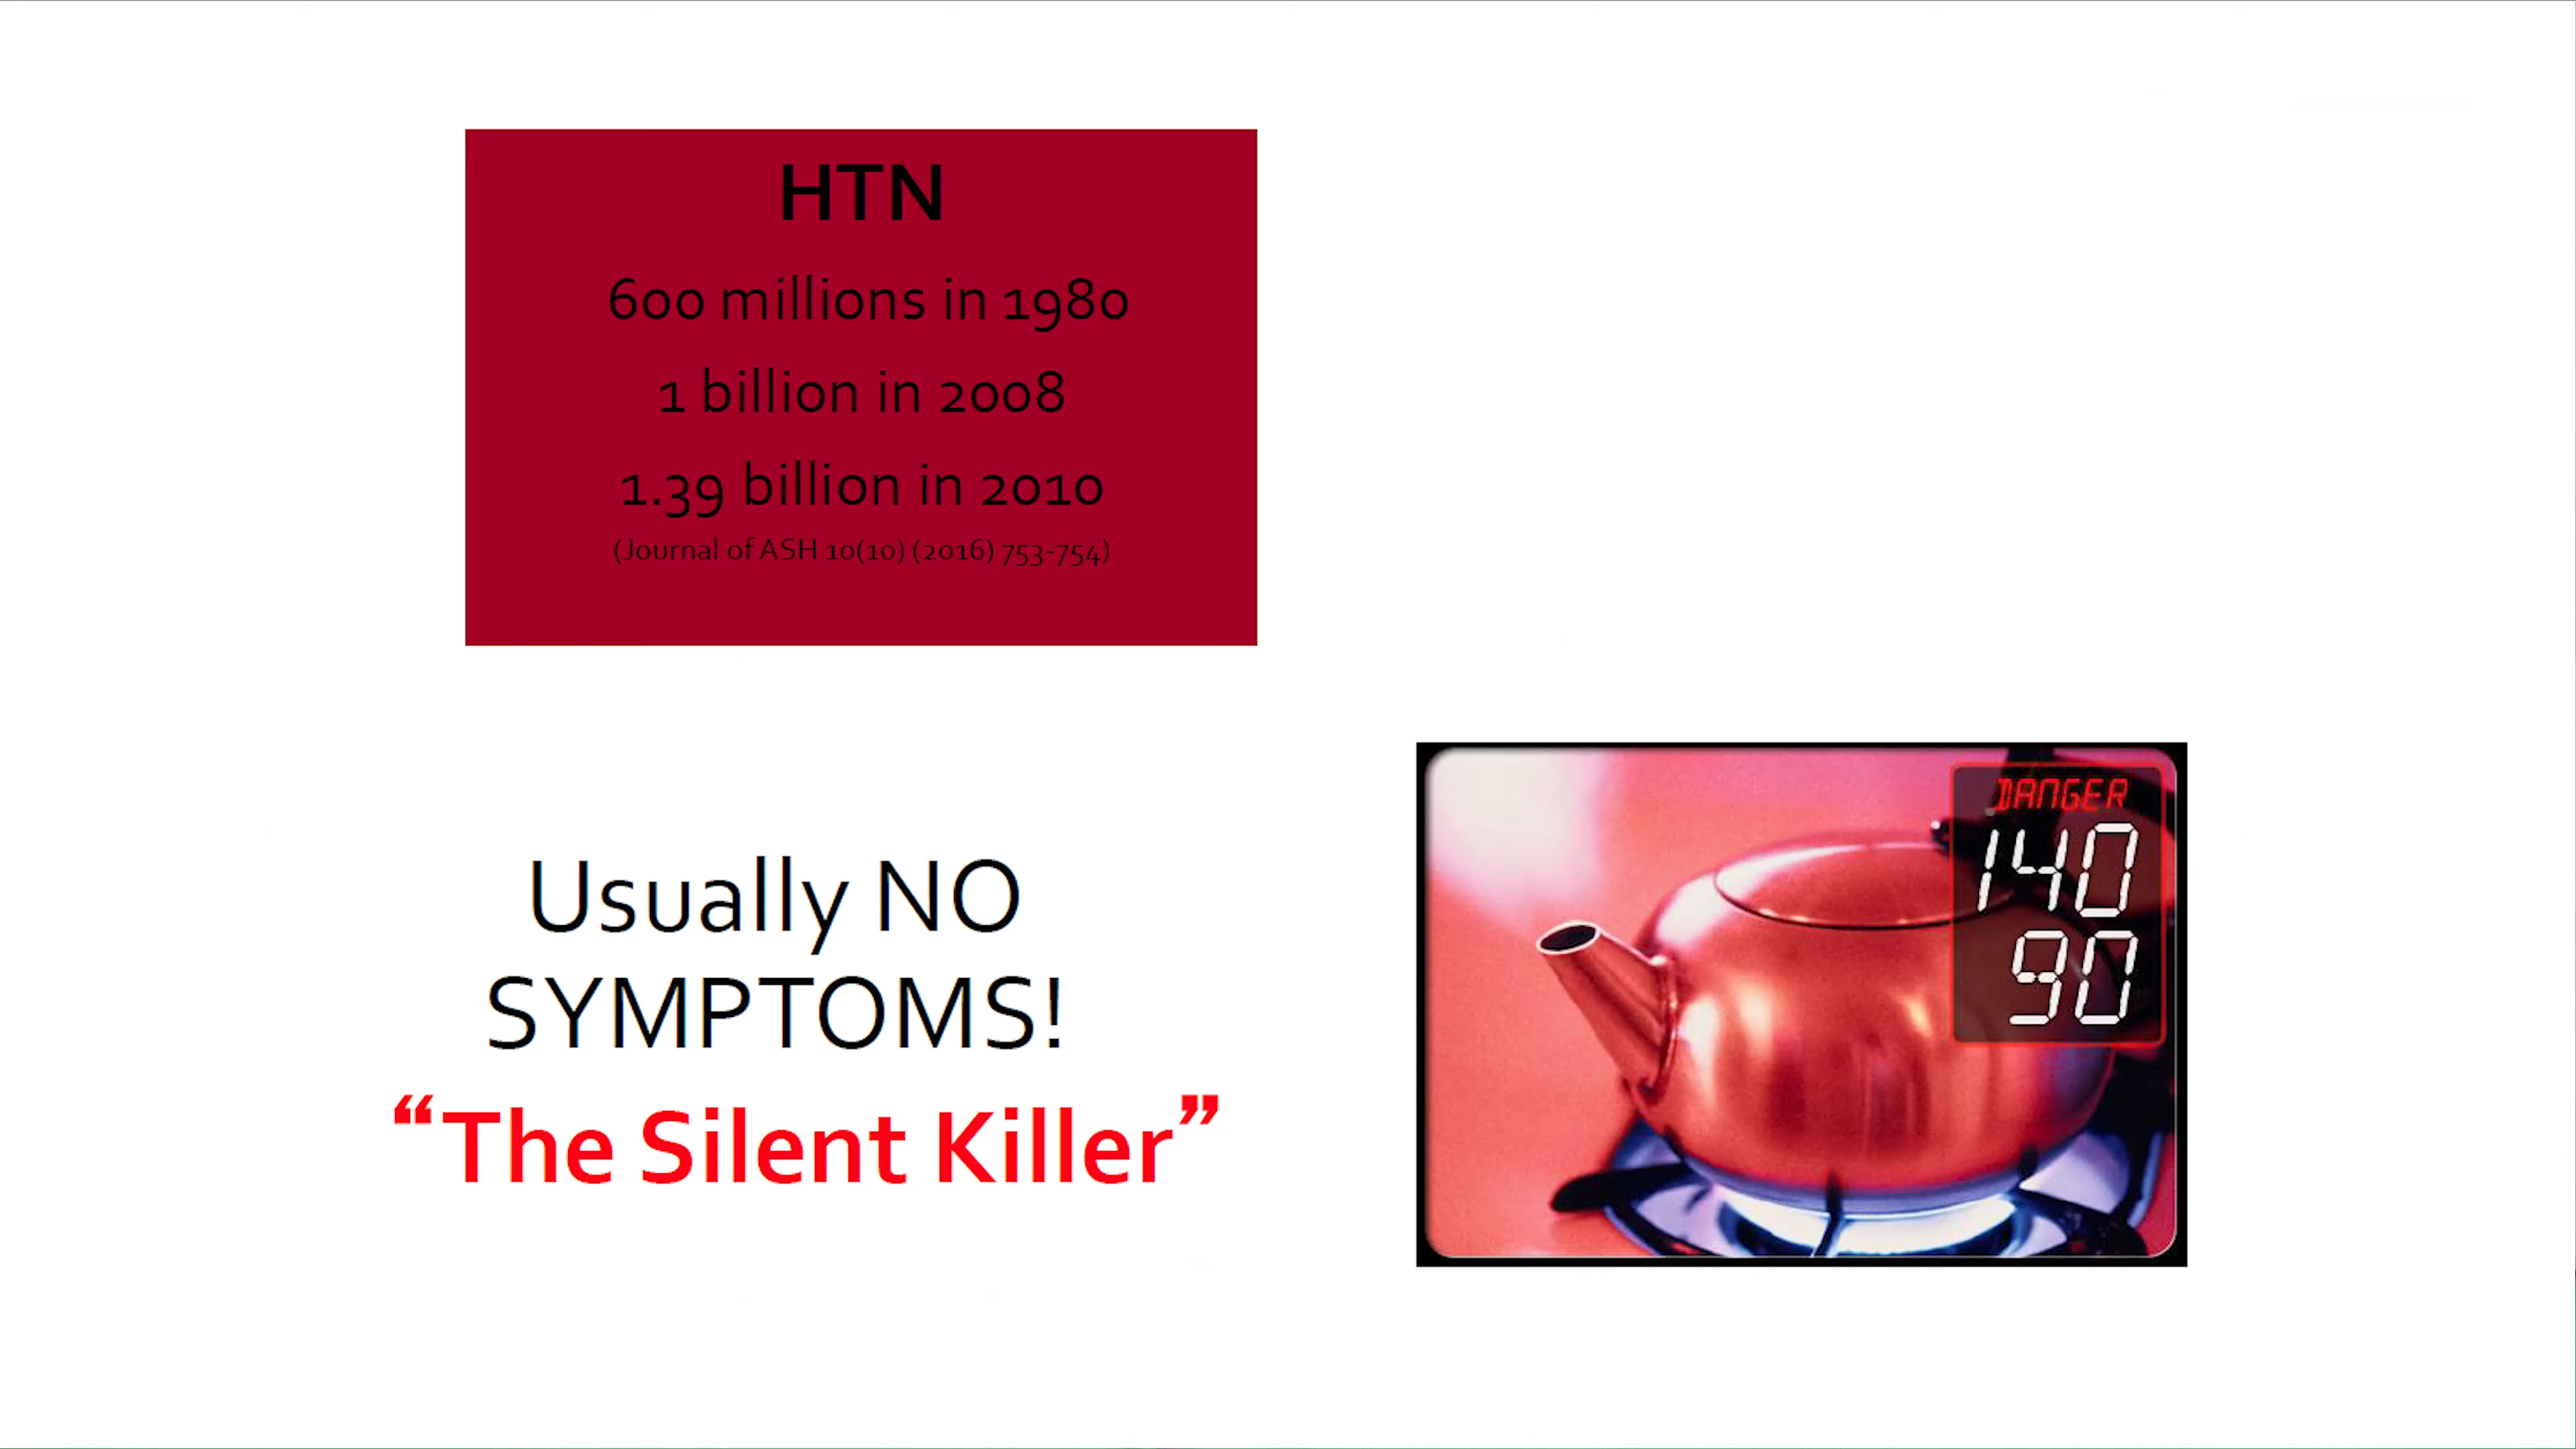 HTN
600 millions in 1980
1 billion in 2008
1.39 billion in 2010
(Journal of ASH 10(10) (2016) 753-754)
Usually NO
SYMPTOMS!
“The Silent Killer”
DANGER
140
90